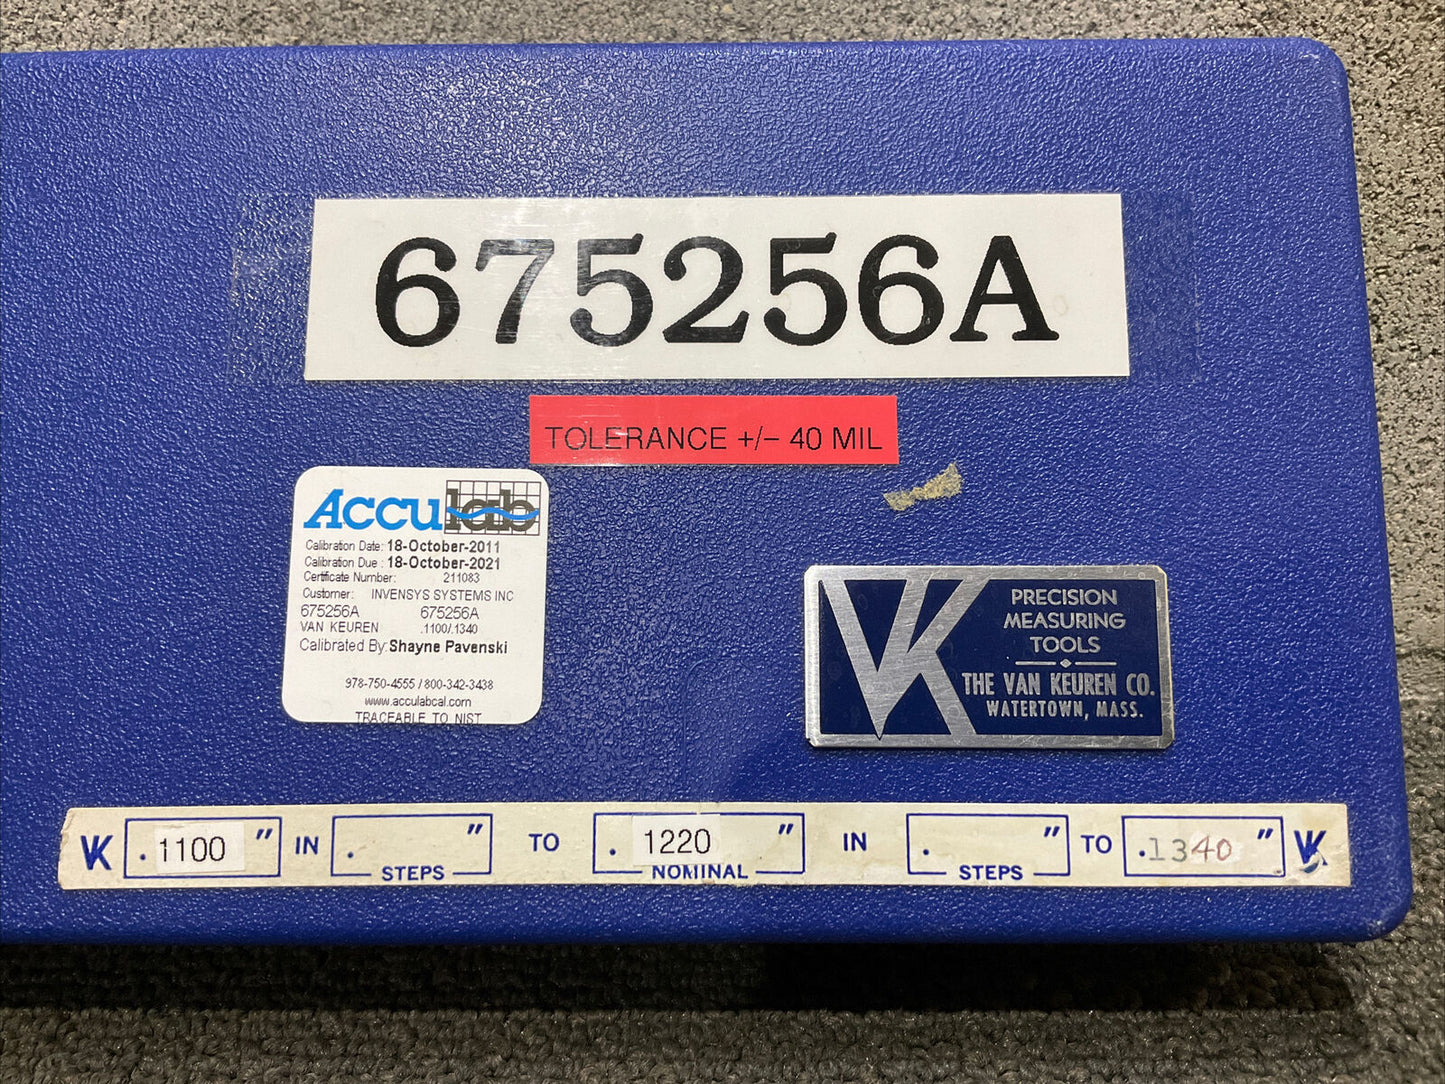 675256A
TOLERANCE +/- 40 MIL
Acculab
Calibration Date: 18-October-2011
Calibration Due : 18-October-2021
Certificate Number: 211083
Customer: INVENSYS SYSTEMS INC
675256A 675256A
VAN KEUREN .1100/.1340
Calibrated By: Shayne Pavenski
978-750-4555 / 800-342-3438
www.acculabcal.com
TRACEABLE TO NIST
VK
PRECISION
MEASURING
TOOLS
THE VAN KEUREN CO.
WATERTOWN, MASS.
VK .1100 " IN . " STEPS TO . 1220 " NOMINAL IN . " STEPS TO .1340 " VK